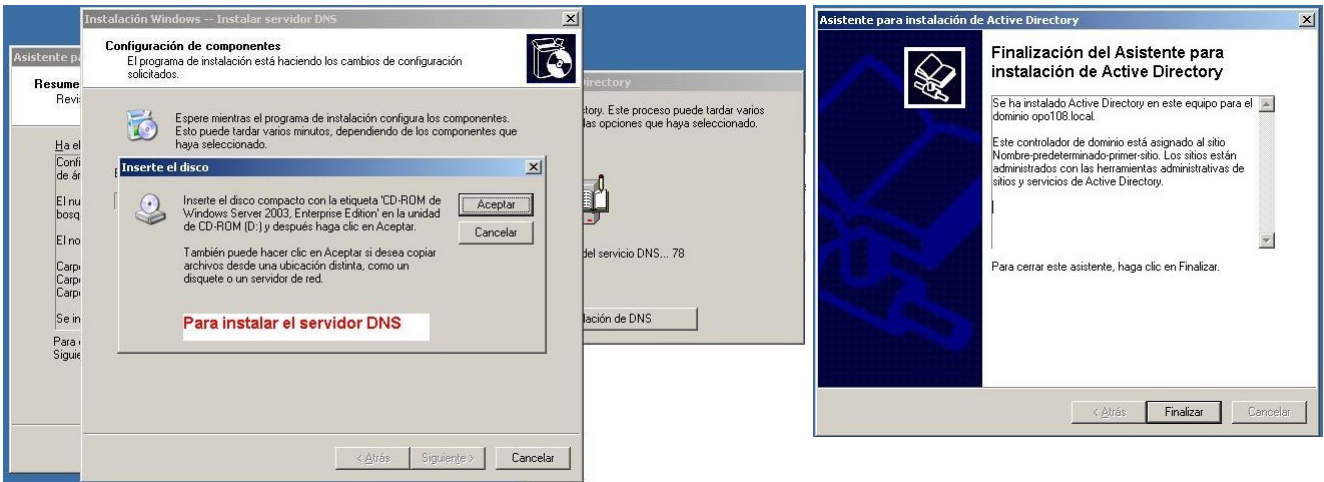 Instalación Windows -- Instalar servidor DNS
Configuración de componentes
El programa de instalación está haciendo los cambios de configuración
solicitados.
Espere mientras el programa de instalación configura los componentes.
Esto puede tardar varios minutos, dependiendo de los componentes que
haya seleccionado.
Inserte el disco
Inserte el disco compacto con la etiqueta 'CD-ROM de
Windows Server 2003, Enterprise Edition' en la unidad
de CD-ROM (D:) y después haga clic en Aceptar.
También puede hacer clic en Aceptar si desea copiar
archivos desde una ubicación distinta, como un
disquete o un servidor de red.
Aceptar
Cancelar
Para instalar el servidor DNS
< Atrás
Siguiente >
Cancelar
Asistente
Resume
Revi
Ha el
Confi
de ár
El nu
bosq
El no
Carpe
Carpe
Carpe
Se in
Para
Siguie
irectory
tory. Este proceso puede tardar varios
las opciones que haya seleccionado.
del servicio DNS... 78
lación de DNS
Asistente para instalación de Active Directory
Finalización del Asistente para
instalación de Active Directory
Se ha instalado Active Directory en este equipo para el
dominio opo108.local.
Este controlador de dominio está asignado al sitio
Nombre-predeterminado-primer-sitio. Los sitios están
administrados con las herramientas administrativas de
sitios y servicios de Active Directory.
Para cerrar este asistente, haga clic en Finalizar.
< Atrás
Finalizar
Cancelar